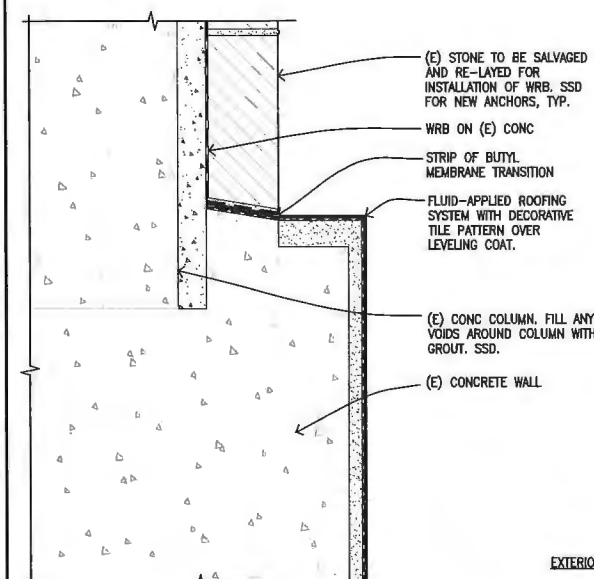 (E) STONE TO BE SALVAGED
AND RE-LAYED FOR
INSTALLATION OF WRB. SSD
FOR NEW ANCHORS, TYP.
WRB ON (E) CONC
STRIP OF BUTYL
MEMBRANE TRANSITION
FLUID-APPLIED ROOFING
SYSTEM WITH DECORATIVE
TILE PATTERN OVER
LEVELING COAT.
(E) CONC COLUMN. FILL ANY
VOIDS AROUND COLUMN WITH
GROUT. SSD.
(E) CONCRETE WALL
EXTERIO